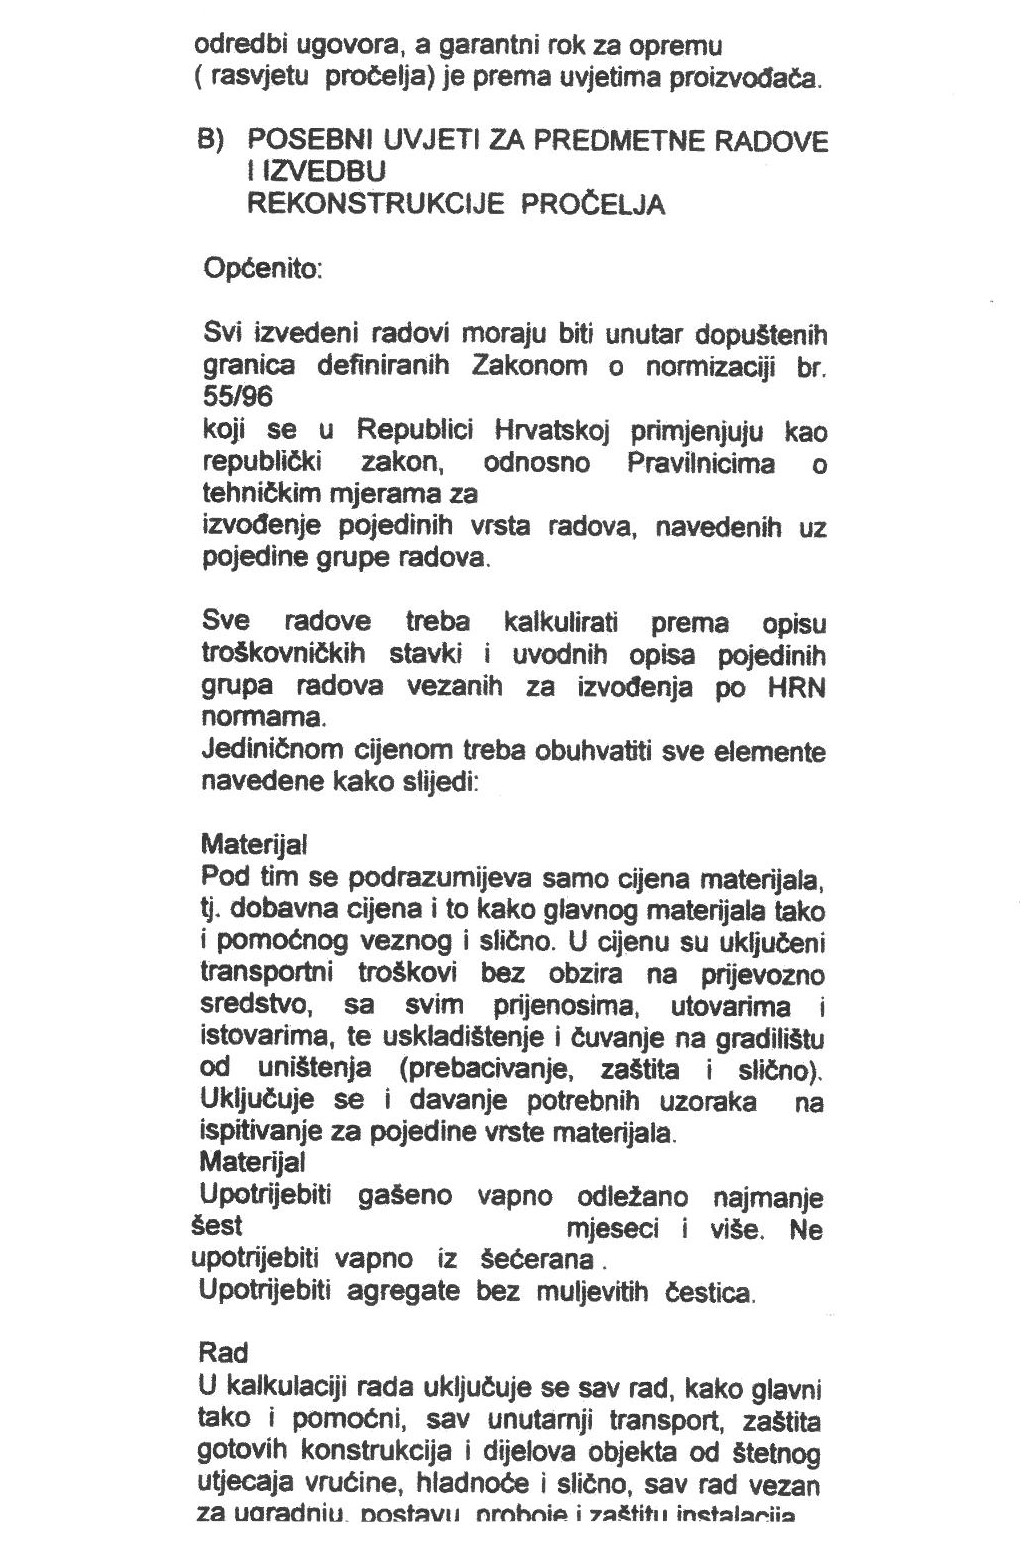 odredbi ugovora, a garantni rok za opremu
( rasvjetu pročelja) je prema uvjetima proizvođača.
B) POSEBNI UVJETI ZA PREDMETNE RADOVE
I IZVEDBU
REKONSTRUKCIJE PROČELJA
Općenito:
Svi izvedeni radovi moraju biti unutar dopuštenih
granica definiranih Zakonom o normizaciji br.
55/96
koji se u Republici Hrvatskoj primjenjuju kao
republički zakon, odnosno Pravilnicima o
tehničkim mjerama za
izvođenje pojedinih vrsta radova, navedenih uz
pojedine grupe radova.
Sve radove treba kalkulirati prema opisu
troškovničkih stavki i uvodnih opisa pojedinih
grupa radova vezanih za izvođenja po HRN
normama.
Jediničnom cijenom treba obuhvatiti sve elemente
navedene kako slijedi:
Materijal
Pod tim se podrazumijeva samo cijena materijala,
tj. dobavna cijena i to kako glavnog materijala tako
i pomoćnog veznog i slično. U cijenu su uključeni
transportni troškovi bez obzira na prijevozno
sredstvo, sa svim prijenosima, utovarima i
istovarima, te uskladištenje i čuvanje na gradilištu
od uništenja (prebacivanje, zaštita i slično).
Uključuje se i davanje potrebnih uzoraka na
ispitivanje za pojedine vrste materijala.
Materijal
Upotrijebiti gašeno vapno odležano najmanje
šest mjeseci i više. Ne
upotrijebiti vapno iz šećerana .
Upotrijebiti agregate bez muljevitih čestica.
Rad
U kalkulaciji rada uključuje se sav rad, kako glavni
tako i pomoćni, sav unutarnji transport, zaštita
gotovih konstrukcija i dijelova objekta od štetnog
utjecaja vrućine, hladnoće i slično, sav rad vezan
za ugradnju, postavu, proboje i zaštitu instalacija